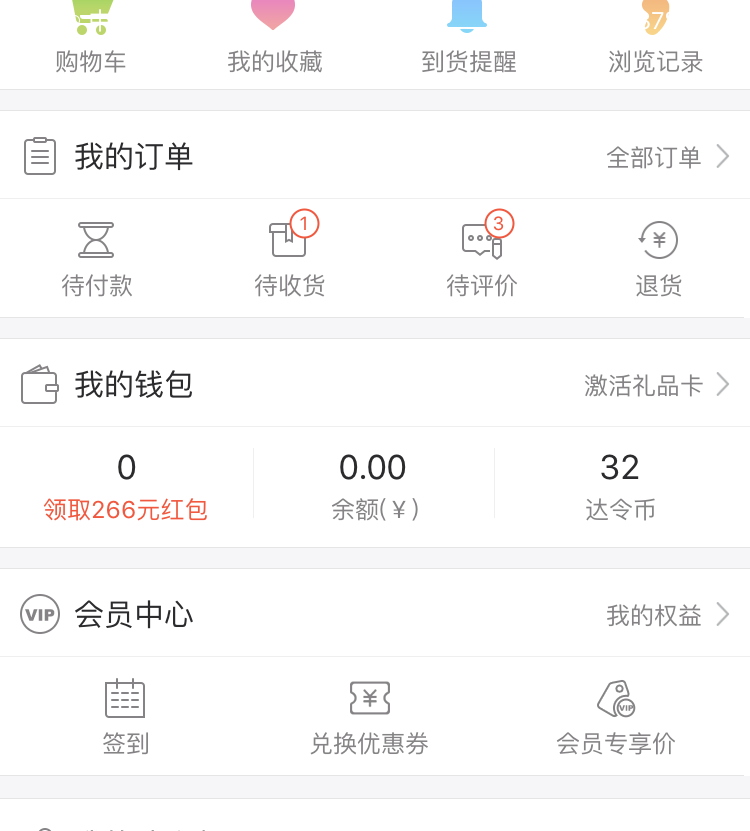 购物车 我的收藏 到货提醒 浏览记录
我的订单 全部订单
1 3
待付款 待收货 待评价 退货
我的钱包 激活礼品卡
0 0.00 32
领取266元红包 余额(￥) 达令币
VIP 会员中心 我的权益
VIP
签到 兑换优惠券 会员专享价